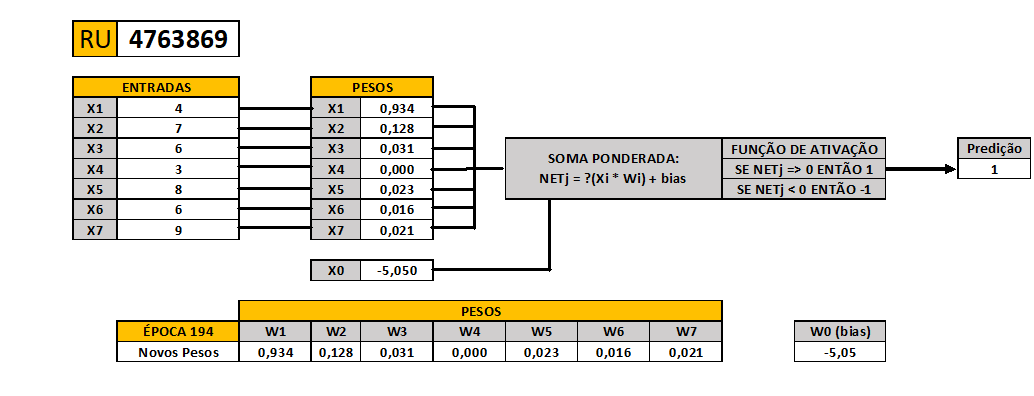 RU 4763869
ENTRADAS PESOS
X1 4 X1 0,934
X2 7 X2 0,128
X3 6 X3 0,031
X4 3 X4 0,000
X5 8 X5 0,023
X6 6 X6 0,016
X7 9 X7 0,021
SOMA PONDERADA:
NETj = ?(Xi * Wi) + bias
FUNÇÃO DE ATIVAÇÃO
SE NETj => 0 ENTÃO 1
SE NETj < 0 ENTÃO -1
Predição
1
X0 -5,050
PESOS
ÉPOCA 194 W1 W2 W3 W4 W5 W6 W7 W0 (bias)
Novos Pesos 0,934 0,128 0,031 0,000 0,023 0,016 0,021 -5,05